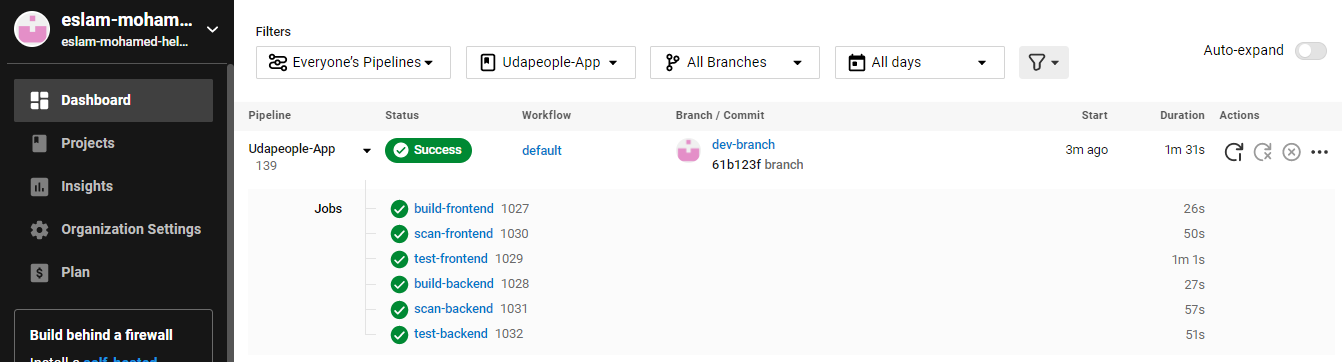 eslam-moham...
eslam-mohamed-hel...
Dashboard
Projects
Insights
Organization Settings
Plan
Build behind a firewall
Install a self-hosted
Filters
Everyone's Pipelines
Udapeople-App
All Branches
All days
Auto-expand
Pipeline Status Workflow Branch / Commit Start Duration Actions
Udapeople-App Success default dev-branch 3m ago 1m 31s
139 61b123f branch
Jobs build-frontend 1027 26s
scan-frontend 1030 50s
test-frontend 1029 1m 1s
build-backend 1028 27s
scan-backend 1031 57s
test-backend 1032 51s